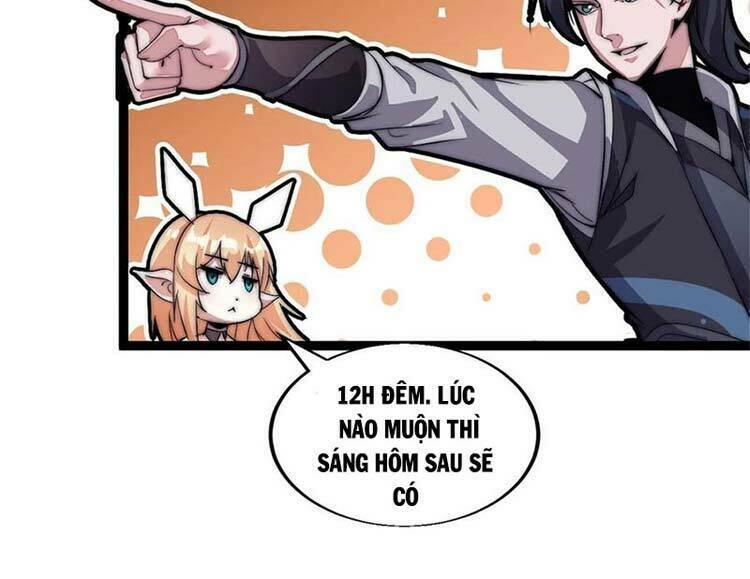 12H ĐÊM. LÚC
NÀO MUỘN THÌ
SÁNG HÔM SAU SẼ
CÓ